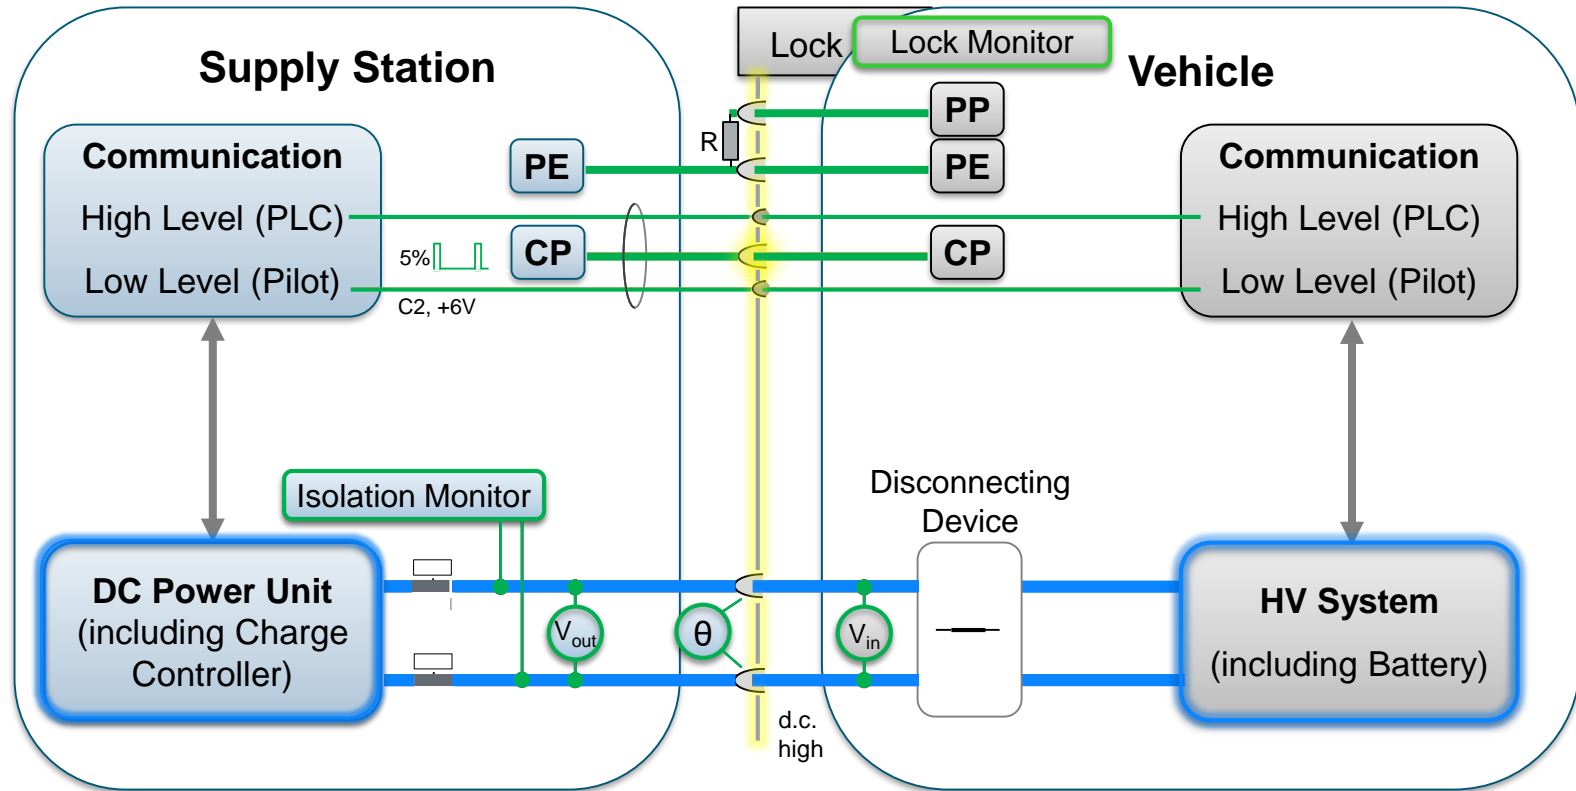 Supply Station
Lock
Lock Monitor
Vehicle
Communication
High Level (PLC)
Low Level (Pilot)
5%
C2, +6V
PE
CP
R
PP
PE
CP
Communication
High Level (PLC)
Low Level (Pilot)
Isolation Monitor
Disconnecting
Device
DC Power Unit
(including Charge
Controller)
Vout
θ
Vin
HV System
(including Battery)
d.c.
high